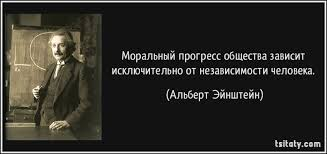 Моральный прогресс общества зависит
исключительно от независимости человека.
(Альберт Эйнштейн)
tsitaty.com